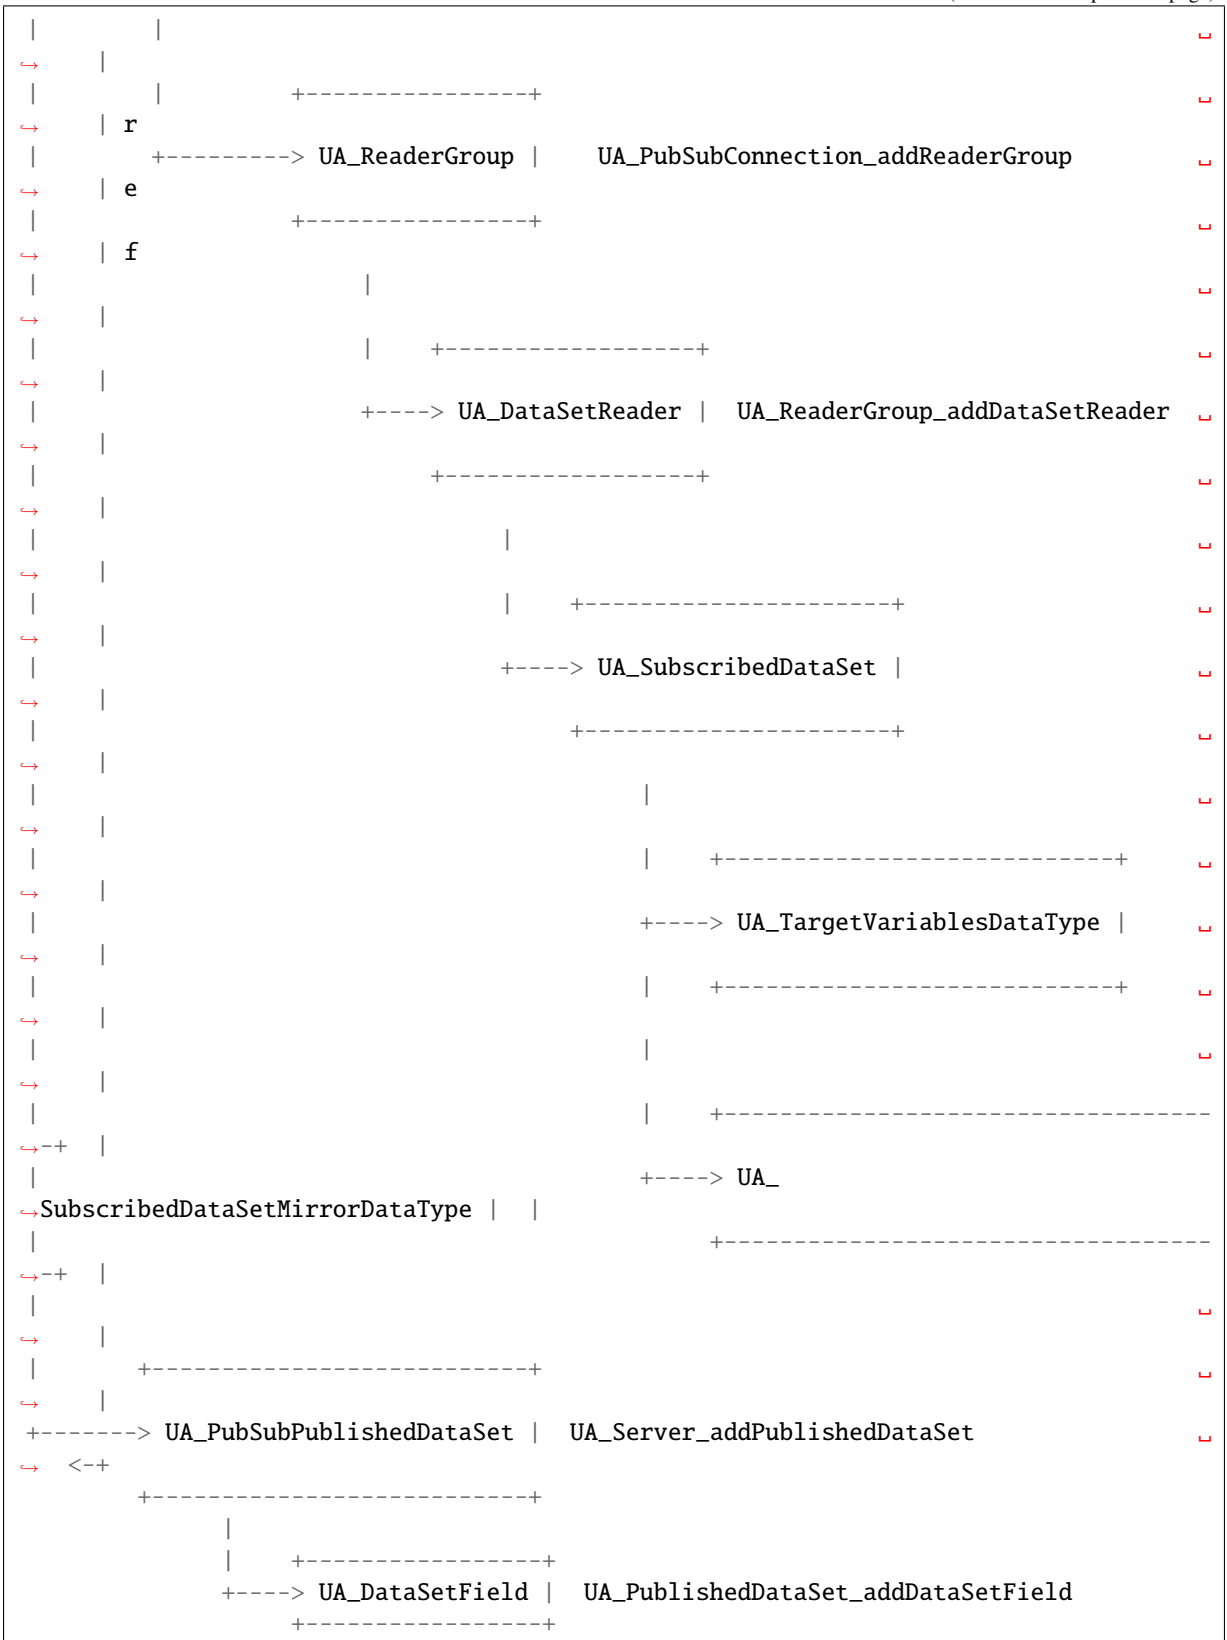 |        |                                                                          ␣
↪     |
|        |         +----------------+                                               ␣
↪     | r
|        +---------> UA_ReaderGroup |    UA_PubSubConnection_addReaderGroup         ␣
↪     | e
|                  +----------------+                                               ␣
↪     | f
|                       |                                                           ␣
↪     |
|                       |    +------------------+                                   ␣
↪     |
|                       +----> UA_DataSetReader |  UA_ReaderGroup_addDataSetReader  ␣
↪     |
|                            +------------------+                                   ␣
↪     |
|                                 |                                                 ␣
↪     |
|                                 |    +----------------------+                     ␣
↪     |
|                                 +----> UA_SubscribedDataSet |                     ␣
↪     |
|                                      +----------------------+                     ␣
↪     |
|                                           |                                       ␣
↪     |
|                                           |    +----------------------------+     ␣
↪     |
|                                           +----> UA_TargetVariablesDataType |     ␣
↪     |
|                                           |    +----------------------------+     ␣
↪     |
|                                           |                                       ␣
↪     |
|                                           |    +-----------------------------------
↪-+  |
|                                           +----> UA_
↪SubscribedDataSetMirrorDataType |  |
|                                                +-----------------------------------
↪-+  |
|                                                                                   ␣
↪     |
|       +---------------------------+                                               ␣
↪     |
+-------> UA_PubSubPublishedDataSet |  UA_Server_addPublishedDataSet                ␣
↪  <-+
        +---------------------------+
              |
              |    +-----------------+
              +----> UA_DataSetField |  UA_PublishedDataSet_addDataSetField
                   +-----------------+